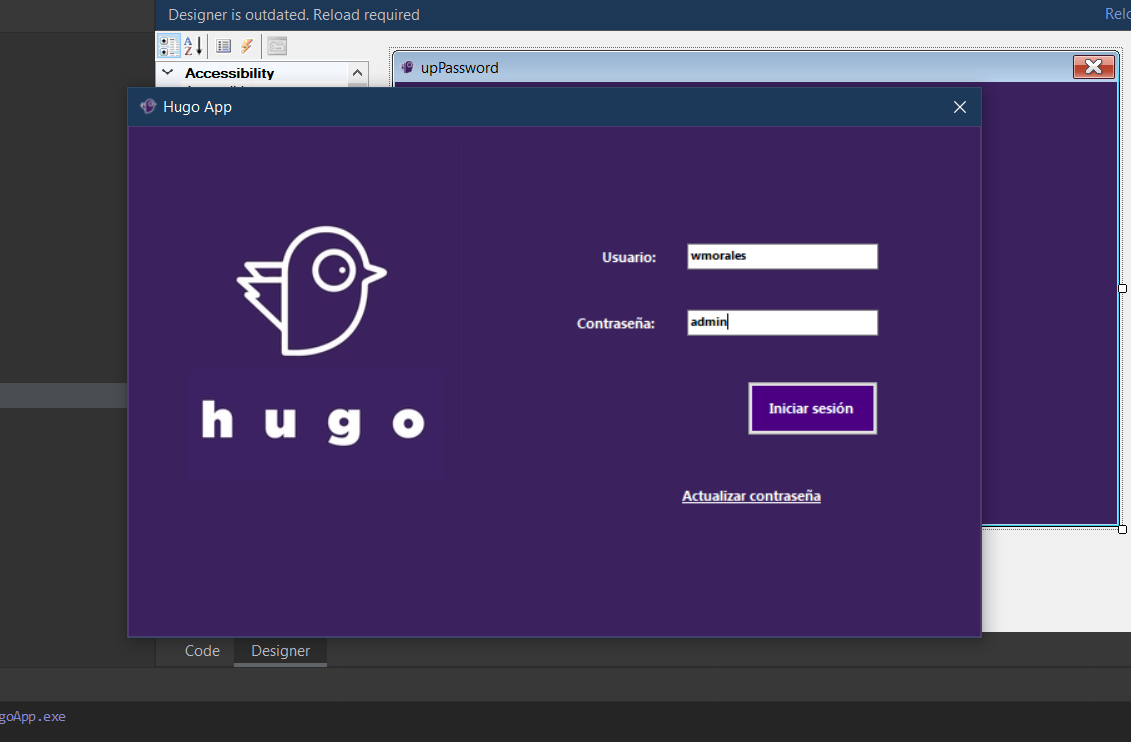 Designer is outdated. Reload required
Relo
A
Z
Accessibility
upPassword
Hugo App
Usuario:
wmorales
Contraseña:
admin
hugo
Iniciar sesión
Actualizar contraseña
Code
Designer
goApp.exe